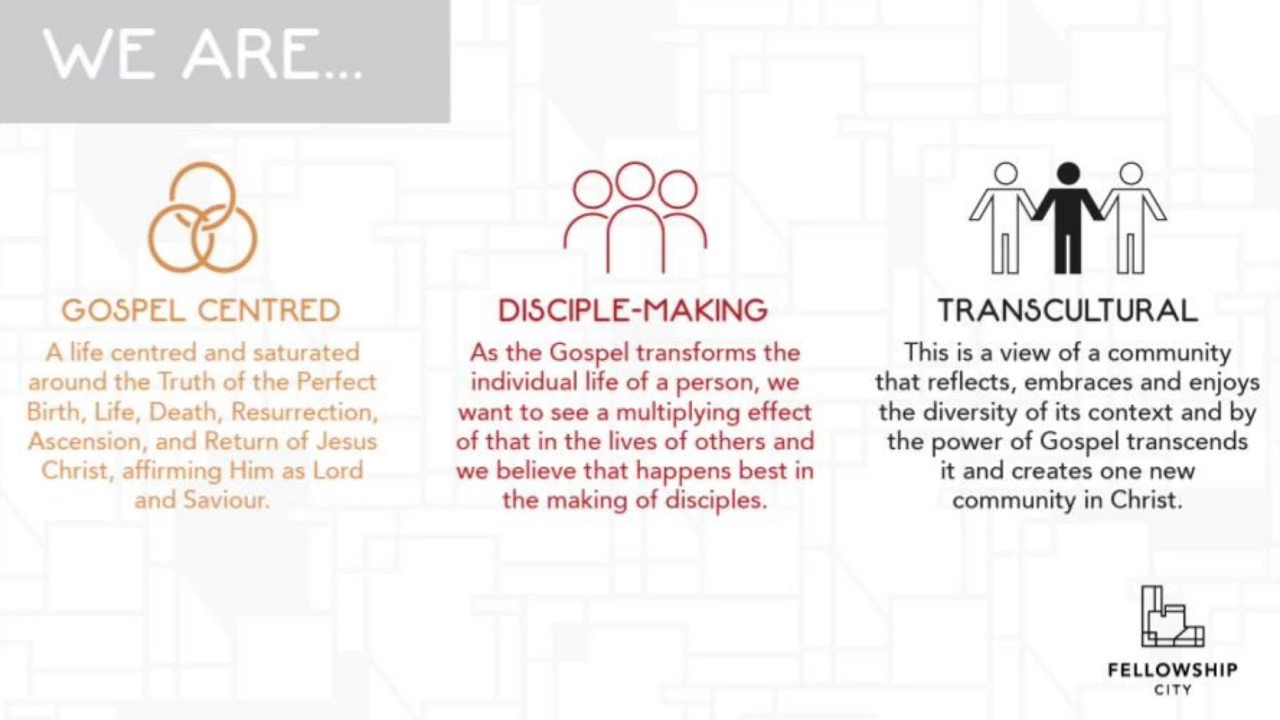 WE ARE...
GOSPEL CENTRED
A life centred and saturated
around the Truth of the Perfect
Birth, Life, Death, Resurrection,
Ascension, and Return of Jesus
Christ, affirming Him as Lord
and Saviour.
DISCIPLE-MAKING
As the Gospel transforms the
individual life of a person, we
want to see a multiplying effect
of that in the lives of others and
we believe that happens best in
the making of disciples.
TRANSCULTURAL
This is a view of a community
that reflects, embraces and enjoys
the diversity of its context and by
the power of Gospel transcends
it and creates one new
community in Christ.
FELLOWSHIP
CITY